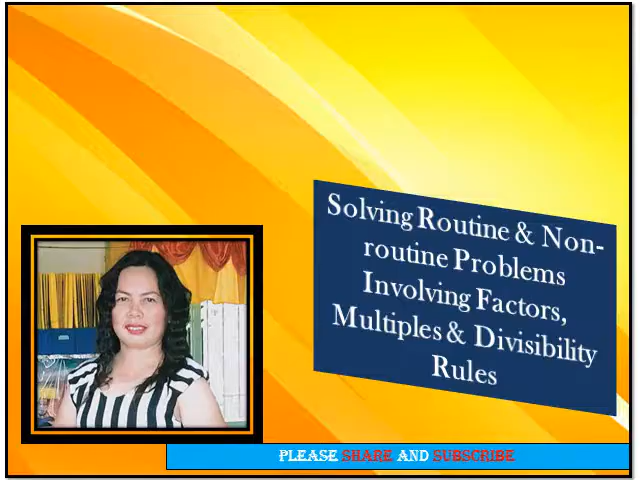 Solving Routine & Non-
routine Problems
Involving Factors,
Multiples & Divisibility
Rules
PLEASE SHARE AND SUBSCRIBE